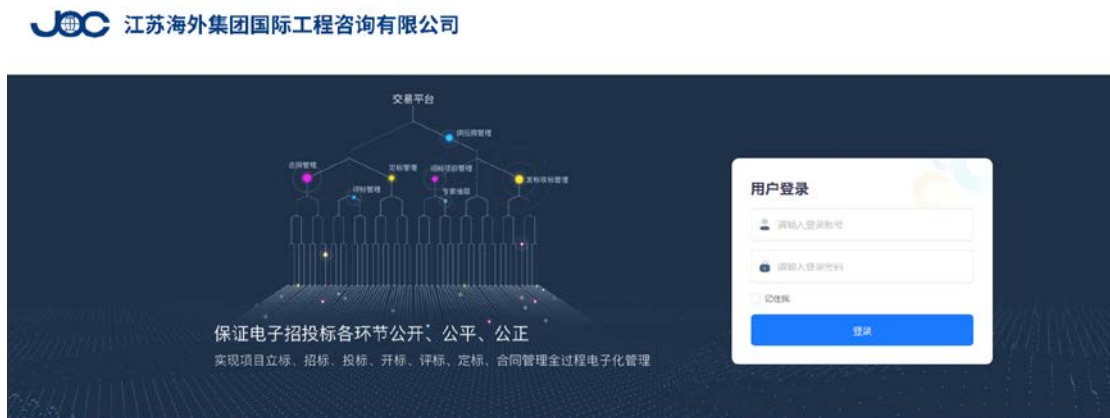 JOC 江苏海外集团国际工程咨询有限公司
交易平台
供应商管理
合同管理
定标管理
招标项目管理
发标收标管理
评标管理
专家抽取
用户登录
请输入登录账号
请输入登录密码
记住我
登录
保证电子招投标各环节公开、公平、公正
实现项目立标、招标、投标、开标、评标、定标、合同管理全过程电子化管理